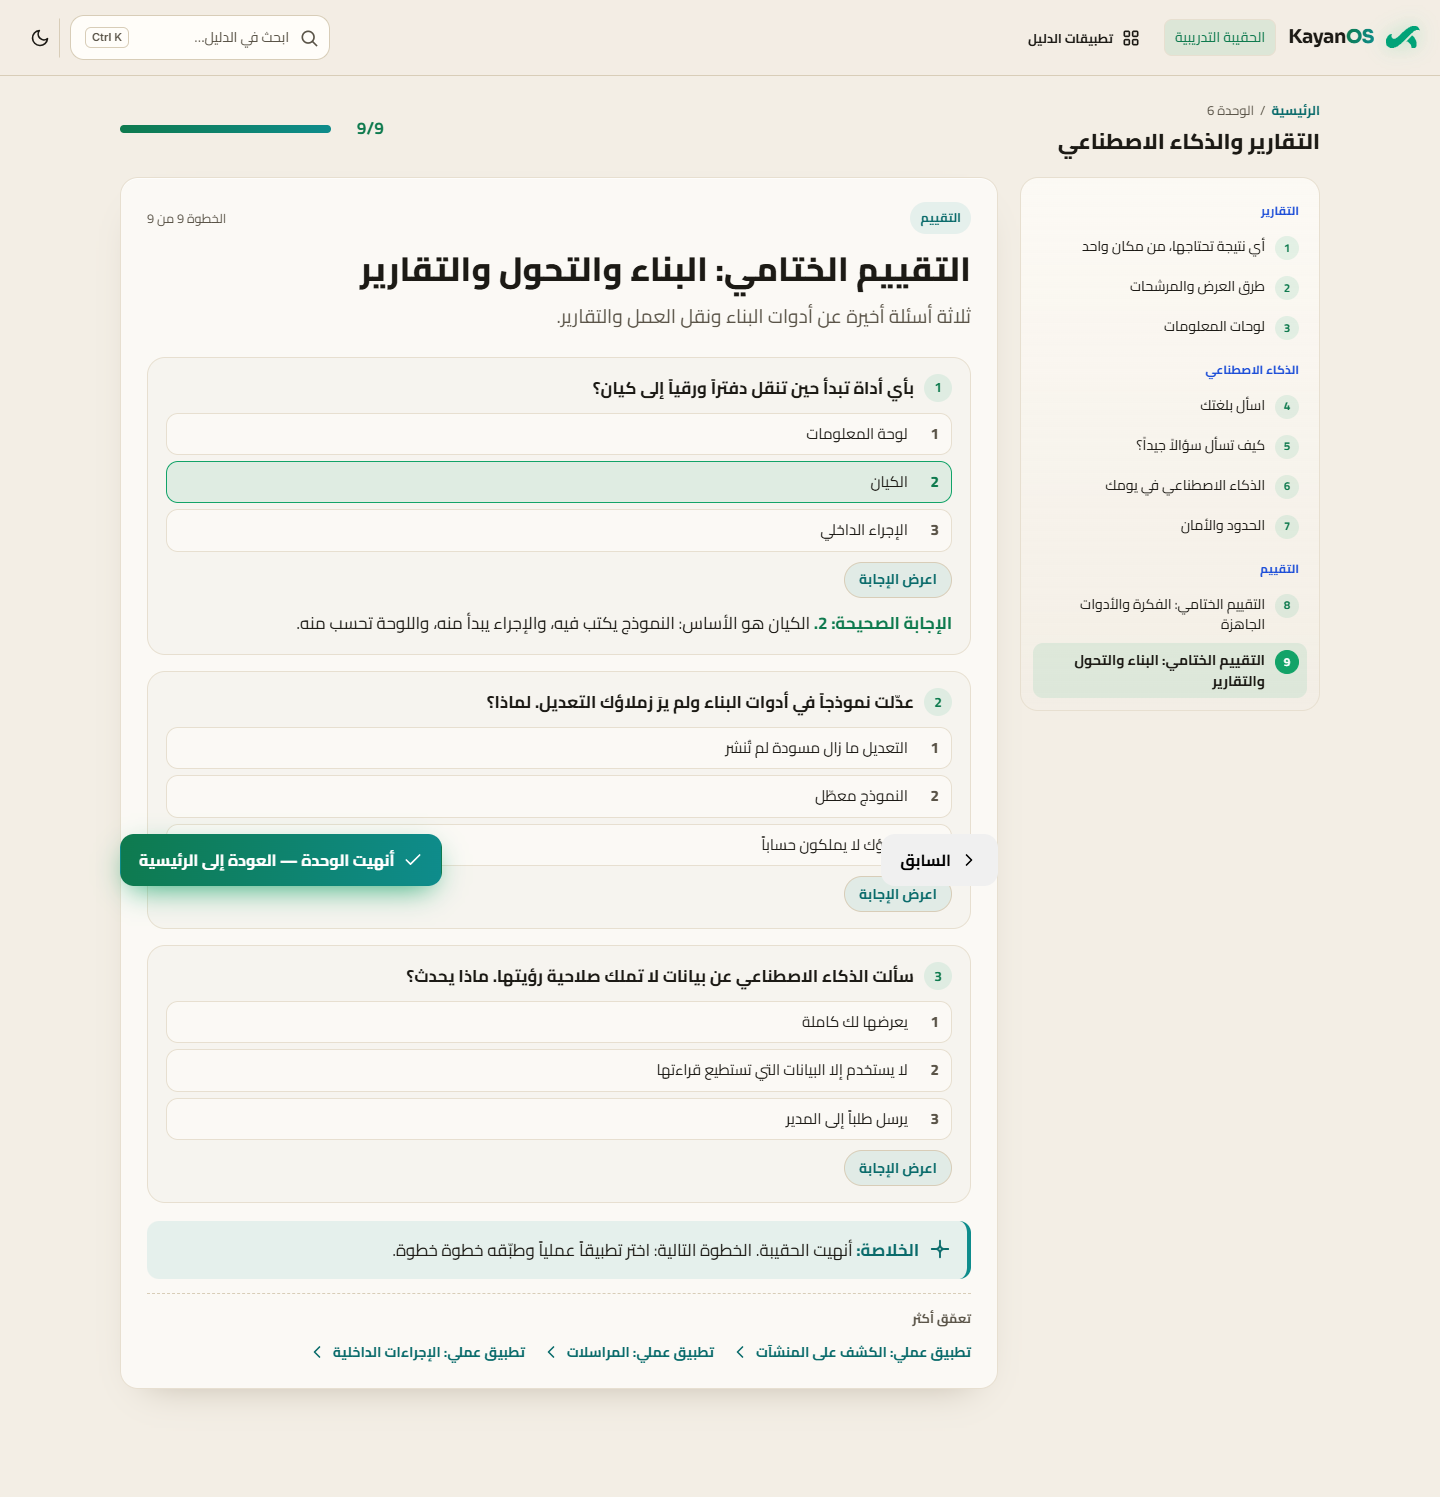 KayanOS
الحقيبة التدريبية
تطبيقات الدليل
ابحث في الدليل...
Ctrl K
الرئيسية / الوحدة 6
التقارير والذكاء الاصطناعي
9/9
التقارير
1 أي نتيجة تحتاجها، من مكان واحد
2 طرق العرض والمرشحات
3 لوحات المعلومات
الذكاء الاصطناعي
4 اسأل بلغتك
5 كيف تسأل سؤالاً جيداً؟
6 الذكاء الاصطناعي في يومك
7 الحدود والأمان
التقييم
8 التقييم الختامي: الفكرة والأدوات
الجاهزة
9 التقييم الختامي: البناء والتحول
والتقارير
التقييم
الخطوة 9 من 9
التقييم الختامي: البناء والتحول والتقارير
ثلاثة أسئلة أخيرة عن أدوات البناء ونقل العمل والتقارير.
1 بأي أداة تبدأ حين تنقل دفتراً ورقياً إلى كيان؟
1 لوحة المعلومات
2 الكيان
3 الإجراء الداخلي
اعرض الإجابة
الإجابة الصحيحة: 2. الكيان هو الأساس: النموذج يكتب فيه، والإجراء يبدأ منه، واللوحة تحسب منه.
2 عدّلت نموذجاً في أدوات البناء ولم يرَ زملاؤك التعديل. لماذا؟
1 التعديل ما زال مسودة لم تُنشر
2 النموذج معطّل
لا يملكون حساباً
السابق
أنهيت الوحدة — العودة إلى الرئيسية
اعرض الإجابة
3 سألت الذكاء الاصطناعي عن بيانات لا تملك صلاحية رؤيتها. ماذا يحدث؟
1 يعرضها لك كاملة
2 لا يستخدم إلا البيانات التي تستطيع قراءتها
3 يرسل طلباً إلى المدير
اعرض الإجابة
الخلاصة: أنهيت الحقيبة. الخطوة التالية: اختر تطبيقاً عملياً وطبّقه خطوة خطوة.
تعمّق أكثر
تطبيق عملي: الكشف على المنشآت
تطبيق عملي: المراسلات
تطبيق عملي: الإجراءات الداخلية